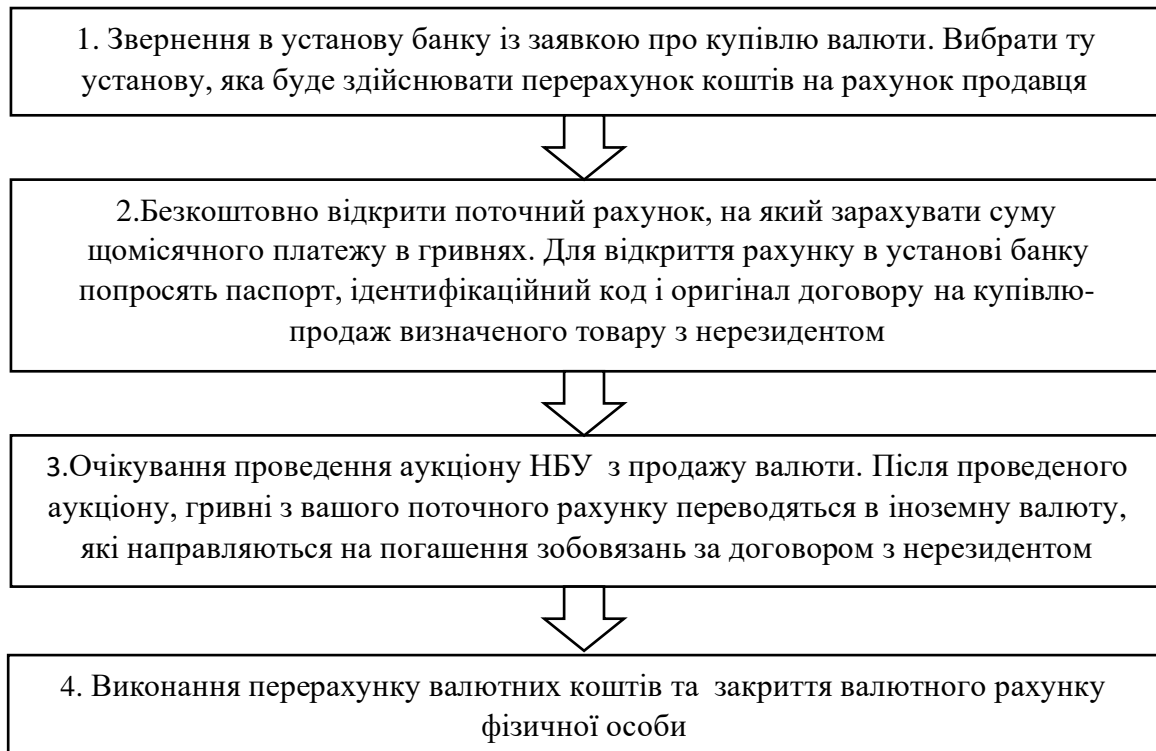 1. Звернення в установу банку із заявкою про купівлю валюти. Вибрати ту
установу, яка буде здійснювати перерахунок коштів на рахунок продавця
2.Безкоштовно відкрити поточний рахунок, на який зарахувати суму
щомісячного платежу в гривнях. Для відкриття рахунку в установі банку
попросять паспорт, ідентифікаційний код і оригінал договору на купівлю-
продаж визначеного товару з нерезидентом
3.Очікування проведення аукціону НБУ з продажу валюти. Після проведеного
аукціону, гривні з вашого поточного рахунку переводяться в іноземну валюту,
які направляються на погашення зобовязань за договором з нерезидентом
4. Виконання перерахунку валютних коштів та закриття валютного рахунку
фізичної особи